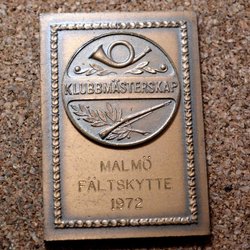 KLUBBMÄSTERSKAP
MALMÖ
FÄLTSKYTTE
1972